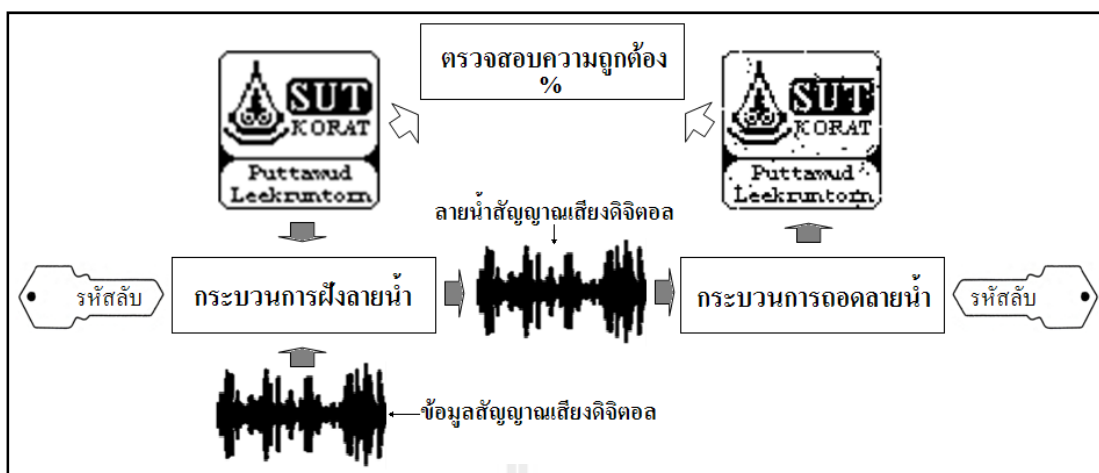 ตรวจสอบความถูกต้อง
%
SUT
KORAT
Puttawud
Leekruntorn
SUT
KORAT
Puttawud
Leekruntorn
ลายน้ำสัญญาณเสียงดิจิตอล
รหัสลับ
กระบวนการฝังลายน้ำ
กระบวนการถอดลายน้ำ
รหัสลับ
ข้อมูลสัญญาณเสียงดิจิตอล